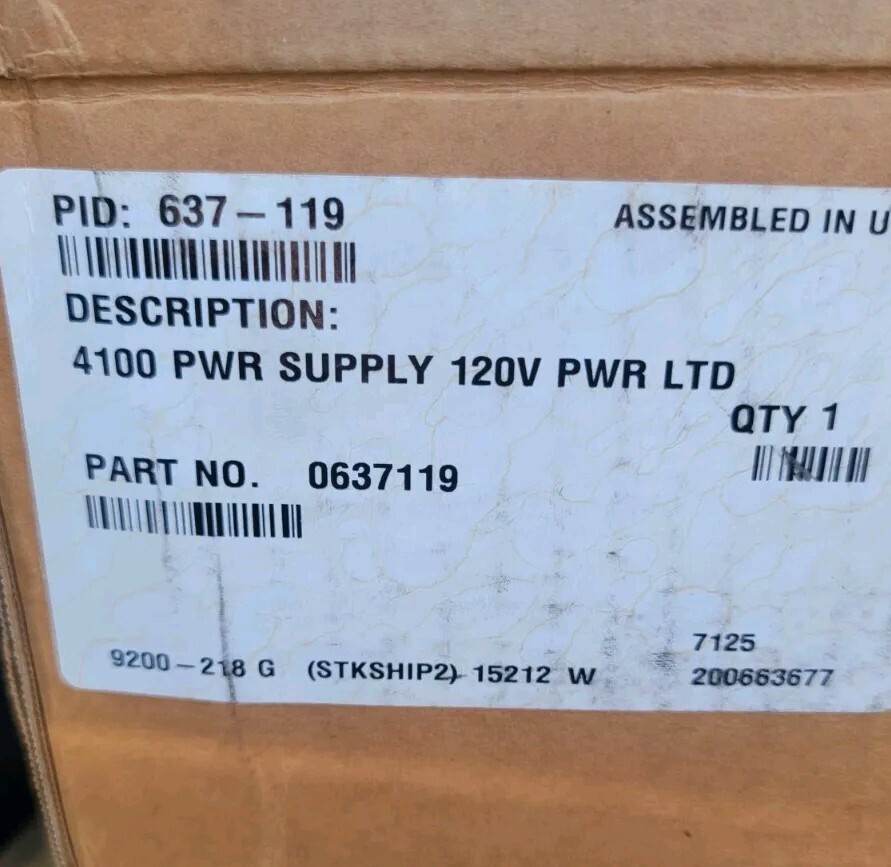 PID: 637-119
ASSEMBLED IN U
DESCRIPTION:
4100 PWR SUPPLY 120V PWR LTD
QTY 1
PART NO. 0637119
7125
9200-218 G (STKSHIP2) 15212 W
200663677